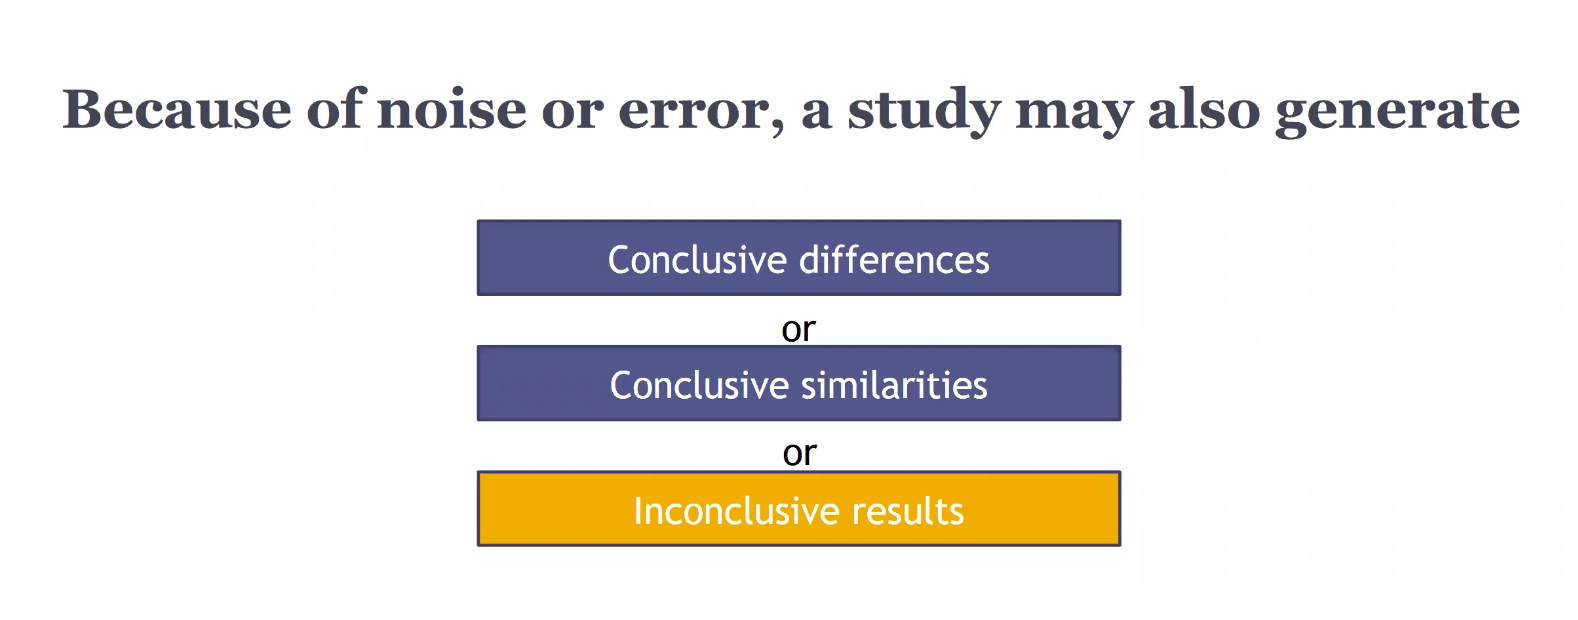 Because of noise or error, a study may also generate
Conclusive differences
or
Conclusive similarities
or
Inconclusive results